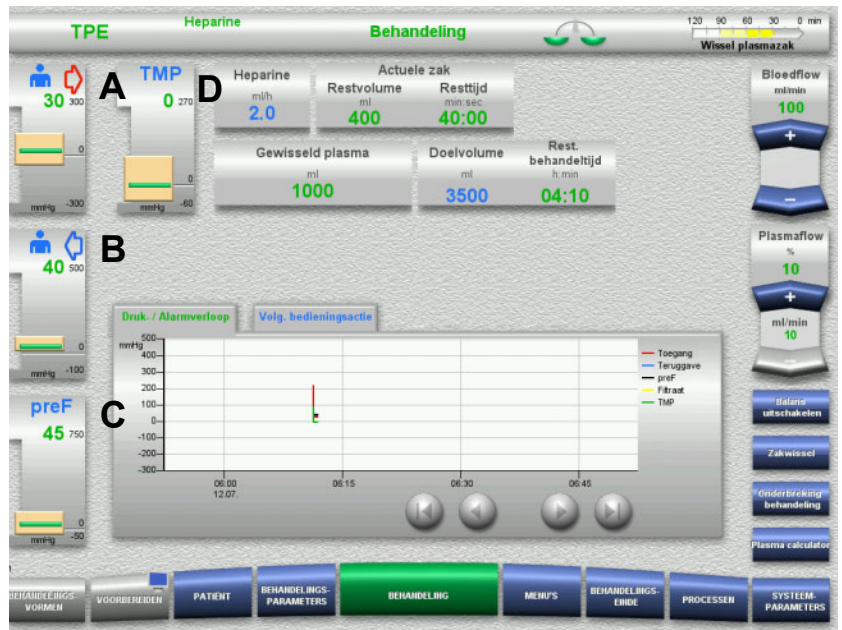 TPE
Heparine
Behandeling
120 90 60 30 0 min
Wissel plasmazak
30 300
0
mmHg -300
A
TMP
0 270
0
mmHg -60
D
Heparine
ml/h
2.0
Actuele zak
Restvolume Resttijd
ml min:sec
400 40:00
Gewisseld plasma
ml
1000
Doelvolume
ml
3500
Rest.
behandeltijd
h:min
04:10
Bloedflow
ml/min
100
+
–
40 500
0
mmHg -100
B
Plasmaflow
%
10
+
ml/min
10
–
preF
45 750
0
mmHg -50
C
Druk- / Alarmverloop
Volg. bedieningsactie
mmHg
500
400
300
200
100
0
-100
-200
-300
06:00 06:15 06:30 06:45
12.07.
Toegang
Teruggave
preF
Filtraat
TMP
Balans
uitschakelen
Zakwissel
Onderbreking
behandeling
Plasma calculator
BEHANDELINGS-
VORMEN
VOORBEREIDEN
PATIËNT
BEHANDELINGS-
PARAMETERS
BEHANDELING
MENU'S
BEHANDELINGS-
EINDE
PROCESSEN
SYSTEEM-
PARAMETERS